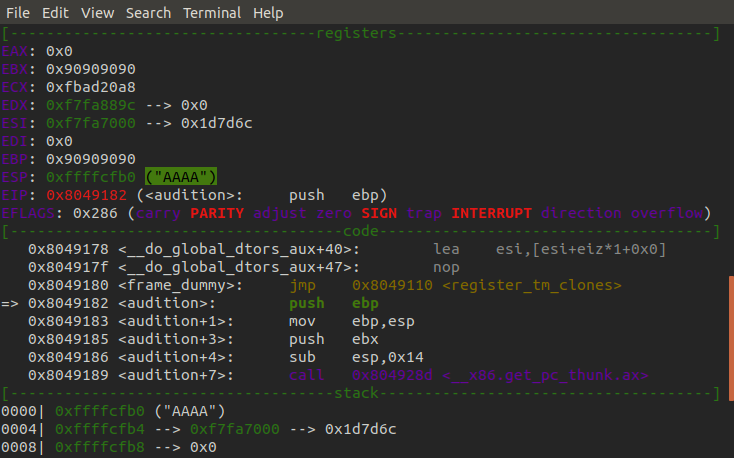 File Edit View Search Terminal Help
[----------------------------------registers-----------------------------------]
EAX: 0x0
EBX: 0x90909090
ECX: 0xfbad20a8
EDX: 0xf7fa889c --> 0x0
ESI: 0xf7fa7000 --> 0x1d7d6c
EDI: 0x0
EBP: 0x90909090
ESP: 0xffffcfb0 ("AAAA")
EIP: 0x8049182 (<audition>: push ebp)
EFLAGS: 0x286 (carry PARITY adjust zero SIGN trap INTERRUPT direction overflow)
[-------------------------------------code-------------------------------------]
0x8049178 <__do_global_dtors_aux+40>: lea esi,[esi+eiz*1+0x0]
0x804917f <__do_global_dtors_aux+47>: nop
0x8049180 <frame_dummy>: jmp 0x8049110 <register_tm_clones>
=> 0x8049182 <audition>: push ebp
0x8049183 <audition+1>: mov ebp,esp
0x8049185 <audition+3>: push ebx
0x8049186 <audition+4>: sub esp,0x14
0x8049189 <audition+7>: call 0x804928d <__x86.get_pc_thunk.ax>
[------------------------------------stack-------------------------------------]
0000| 0xffffcfb0 ("AAAA")
0004| 0xffffcfb4 --> 0xf7fa7000 --> 0x1d7d6c
0008| 0xffffcfb8 --> 0x0